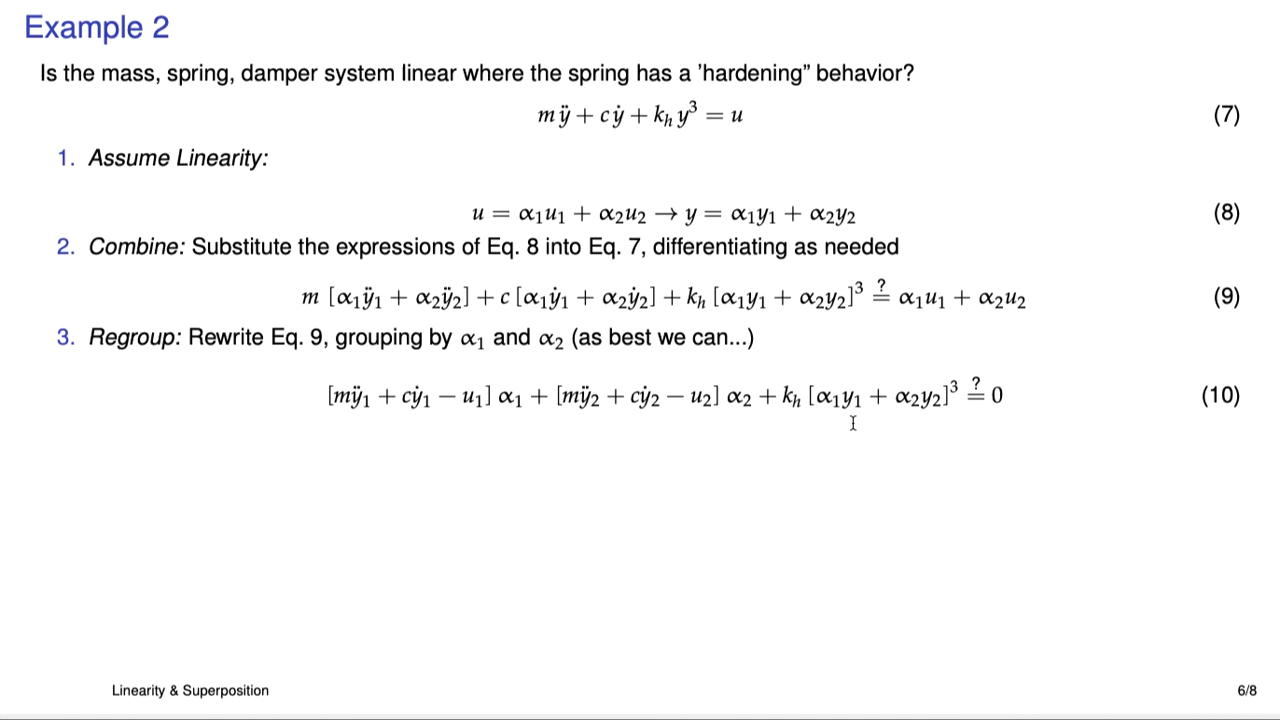 Example 2
Is the mass, spring, damper system linear where the spring has a 'hardening” behavior?
mÿ + cẏ + kₕy³ = u (7)
1. Assume Linearity:
u = α₁u₁ + α₂u₂ → y = α₁y₁ + α₂y₂ (8)
2. Combine: Substitute the expressions of Eq. 8 into Eq. 7, differentiating as needed
m [α₁ÿ₁ + α₂ÿ₂] + c [α₁ẏ₁ + α₂ẏ₂] + kₕ [α₁y₁ + α₂y₂]³ ≟ α₁u₁ + α₂u₂ (9)
3. Regroup: Rewrite Eq. 9, grouping by α₁ and α₂ (as best we can...)
[mÿ₁ + cẏ₁ − u₁] α₁ + [mÿ₂ + cẏ₂ − u₂] α₂ + kₕ [α₁y₁ + α₂y₂]³ ≟ 0 (10)
Linearity & Superposition 6/8